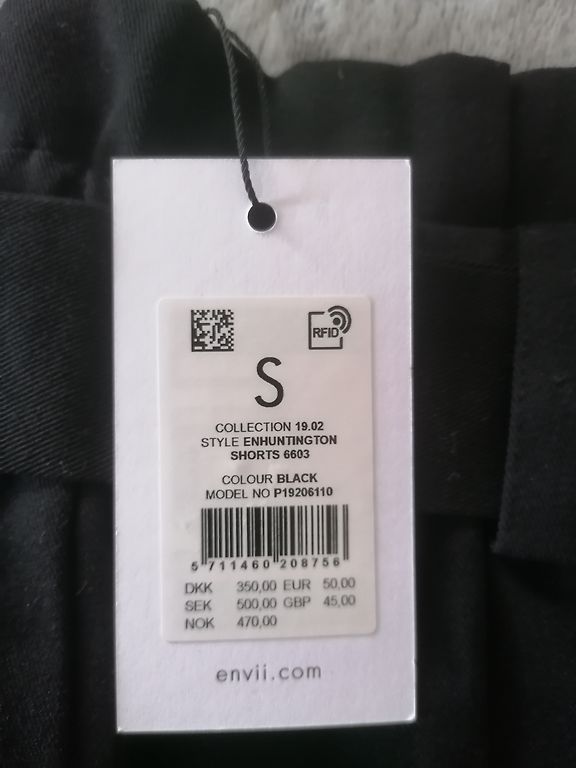 RFID
S
COLLECTION 19.02
STYLE ENHUNTINGTON
SHORTS 6603
COLOUR BLACK
MODEL NO P19206110
5 711460 208756
DKK 350,00 EUR 50,00
SEK 500,00 GBP 45,00
NOK 470,00
envii.com